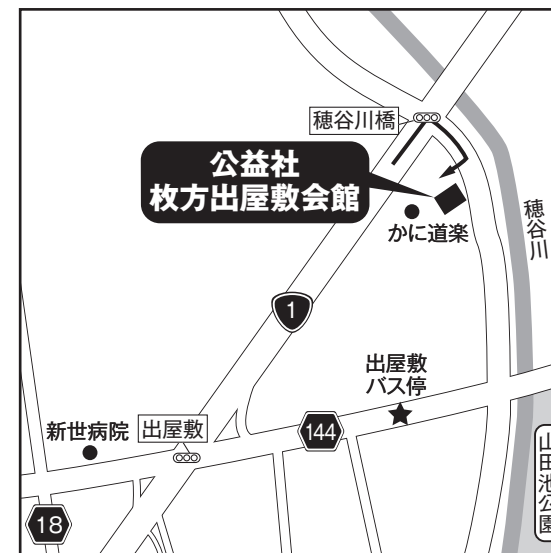 穂谷川橋
公益社
枚方出屋敷会館
かに道楽
穂谷川
1
出屋敷
バス停
新世病院
出屋敷
144
山田池公園
18